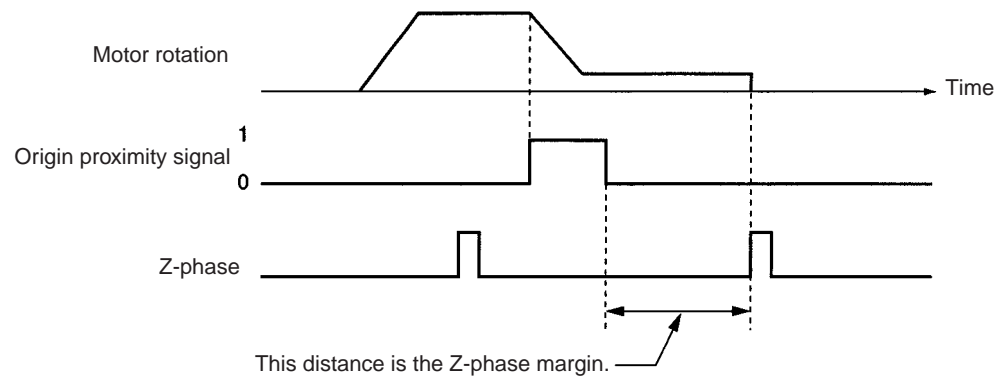 Motor rotation
Time
1
Origin proximity signal
0
Z-phase
This distance is the Z-phase margin.